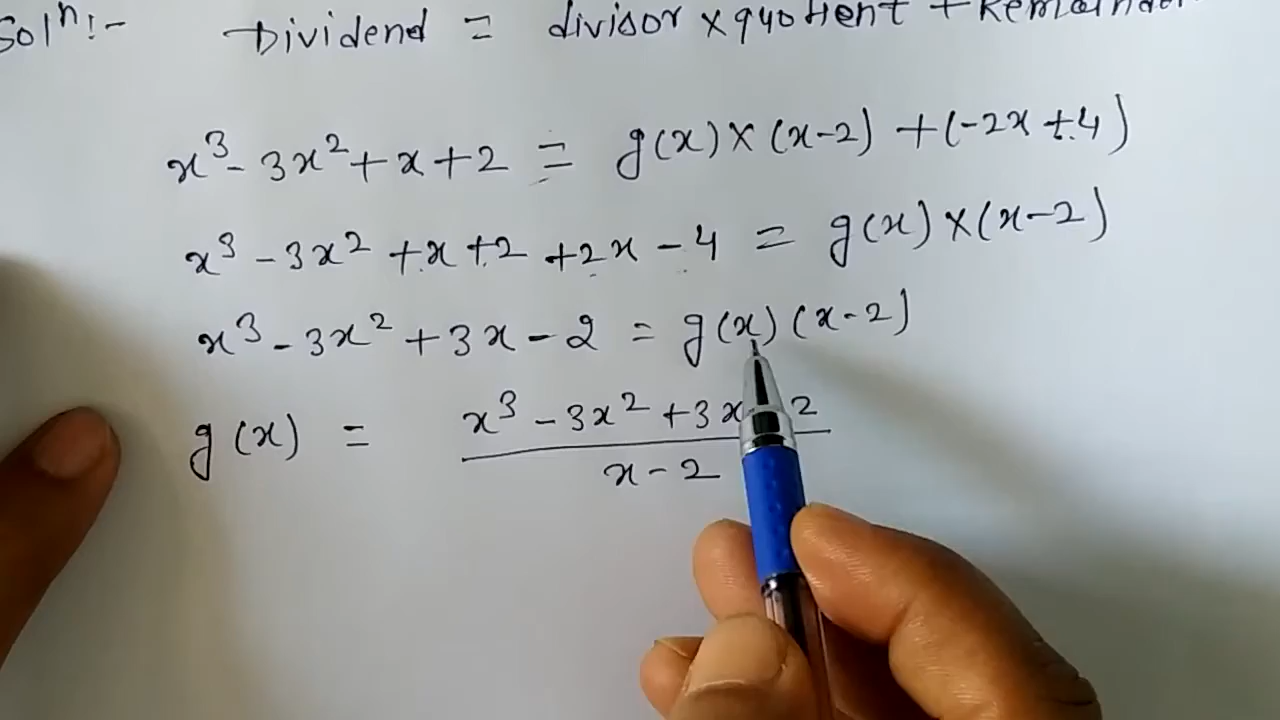 Solⁿ:- Dividend = divisor × quotient + Remainder
x³ - 3x² + x + 2 = g(x) × (x-2) + (-2x + 4)
x³ - 3x² + x + 2 + 2x - 4 = g(x) × (x-2)
x³ - 3x² + 3x - 2 = g(x) (x-2)
g(x) = x³ - 3x² + 3x - 2
x - 2